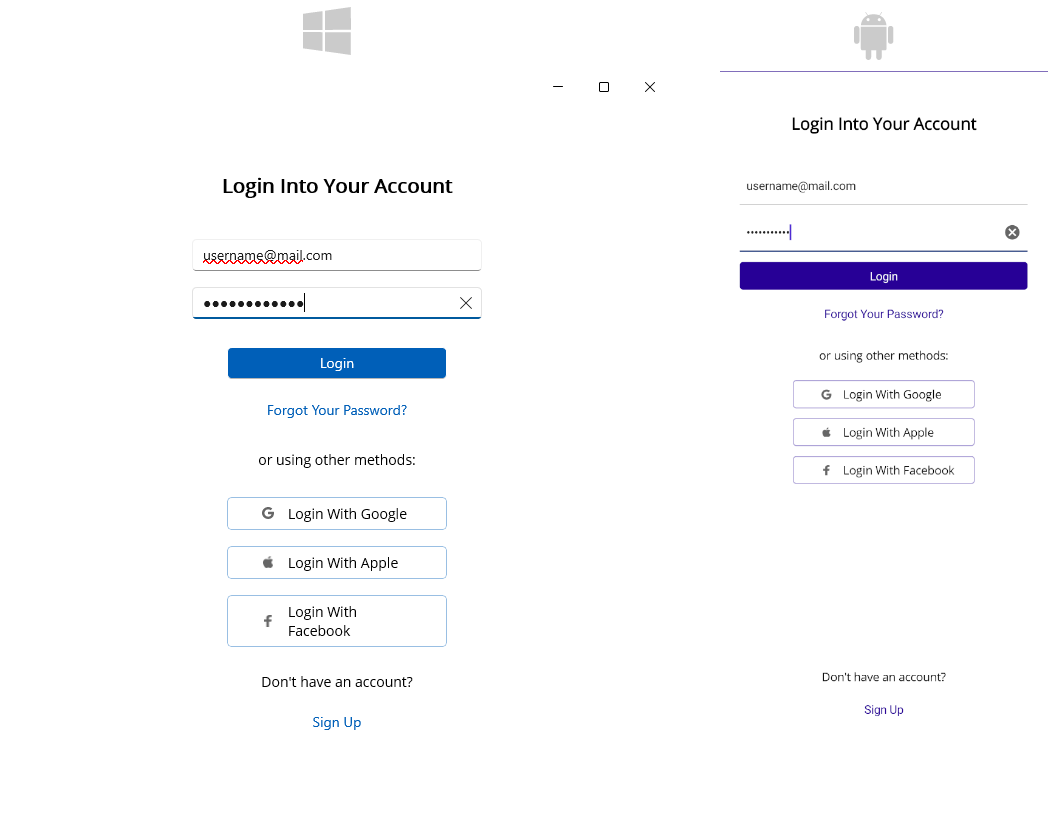 Login Into Your Account
username@mail.com
●●●●●●●●●●●●
Login
Forgot Your Password?
or using other methods:
Login With Google
Login With Apple
Login With
Facebook
Don't have an account?
Sign Up
Login Into Your Account
username@mail.com
•••••••••••
Login
Forgot Your Password?
or using other methods:
Login With Google
Login With Apple
Login With Facebook
Don't have an account?
Sign Up